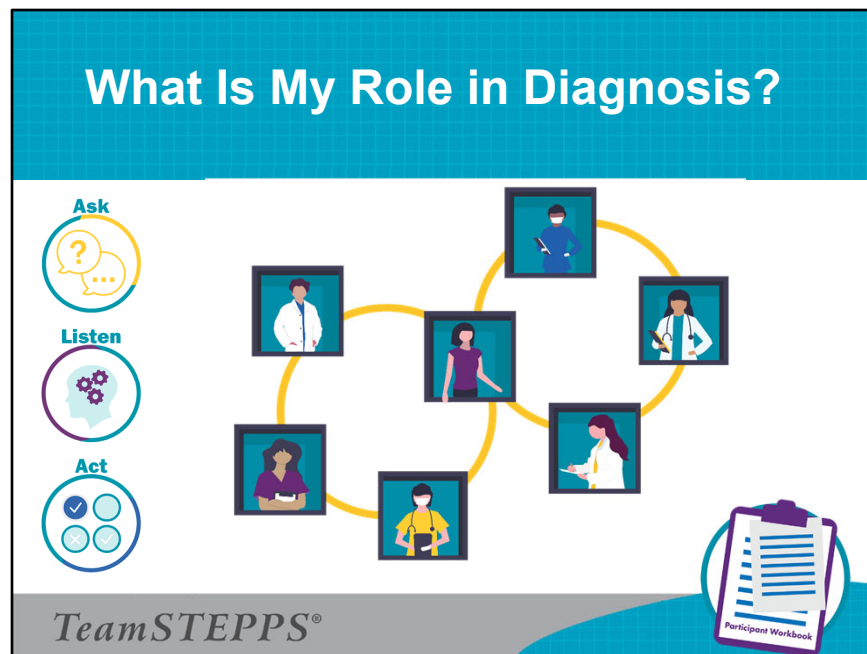 What Is My Role in Diagnosis?
Ask
?
...
Listen
Act
TeamSTEPPS®
Participant Workbook